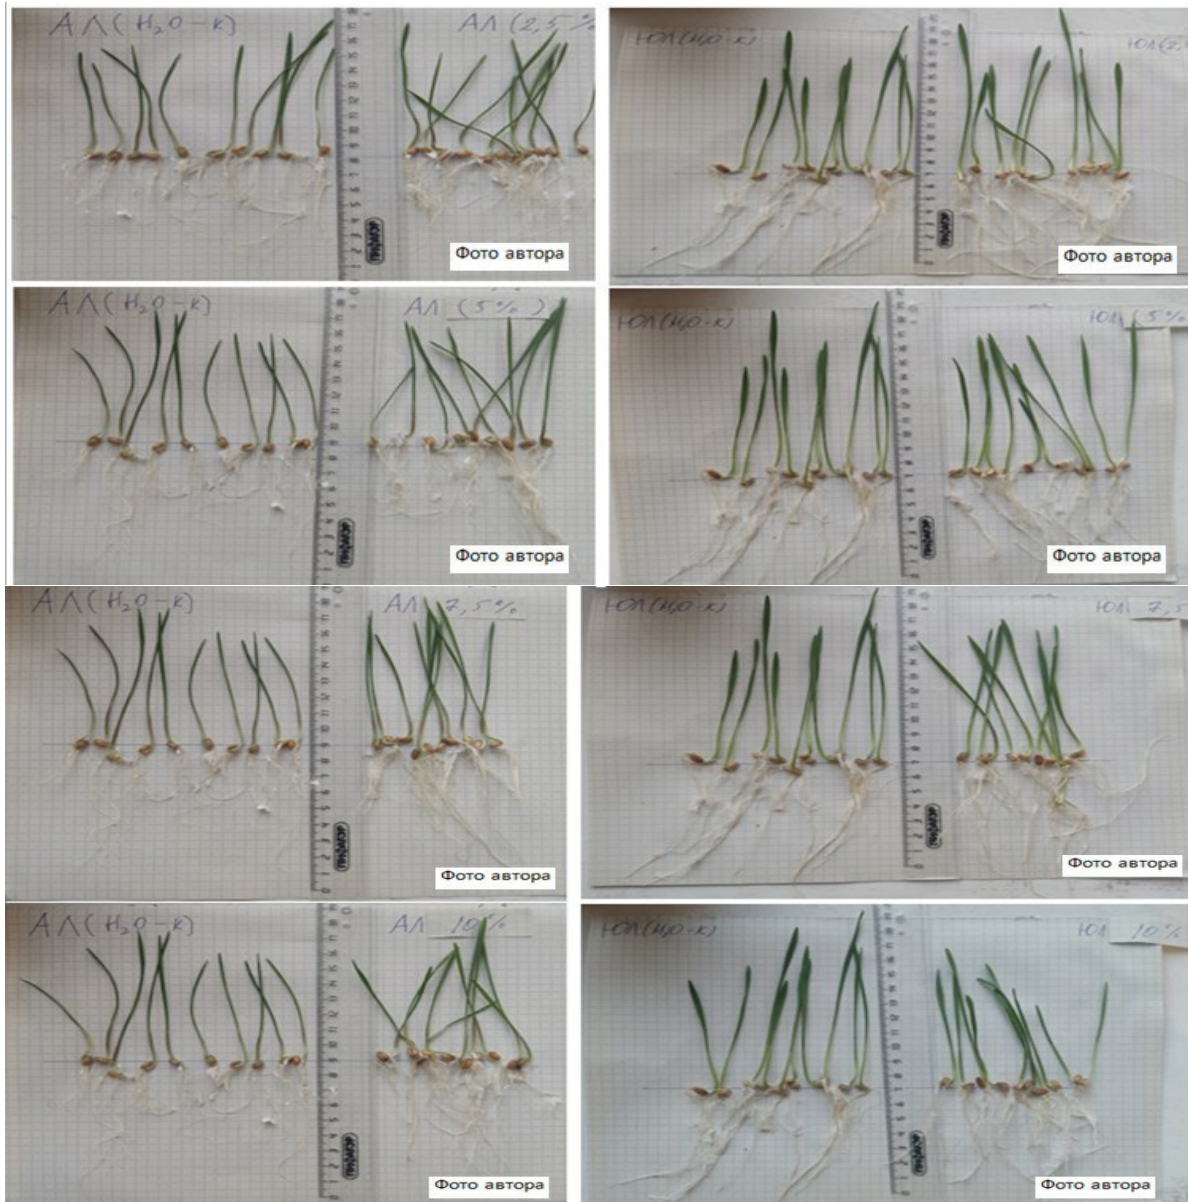 АЛ (H₂O-к)
АЛ (2,5%
Фото автора
ЮЛ (H₂O-к)
ЮЛ (2,
Фото автора
АЛ (H₂O-к)
АЛ (5%)
Фото автора
ЮЛ (H₂O-к)
ЮЛ (5%
Фото автора
АЛ (H₂O-к)
АЛ 7,5%
Фото автора
ЮЛ (H₂O-к)
ЮЛ 7,5
Фото автора
АЛ (H₂O-к)
АЛ 10%
Фото автора
ЮЛ (H₂O-к)
ЮЛ 10%
Фото автора